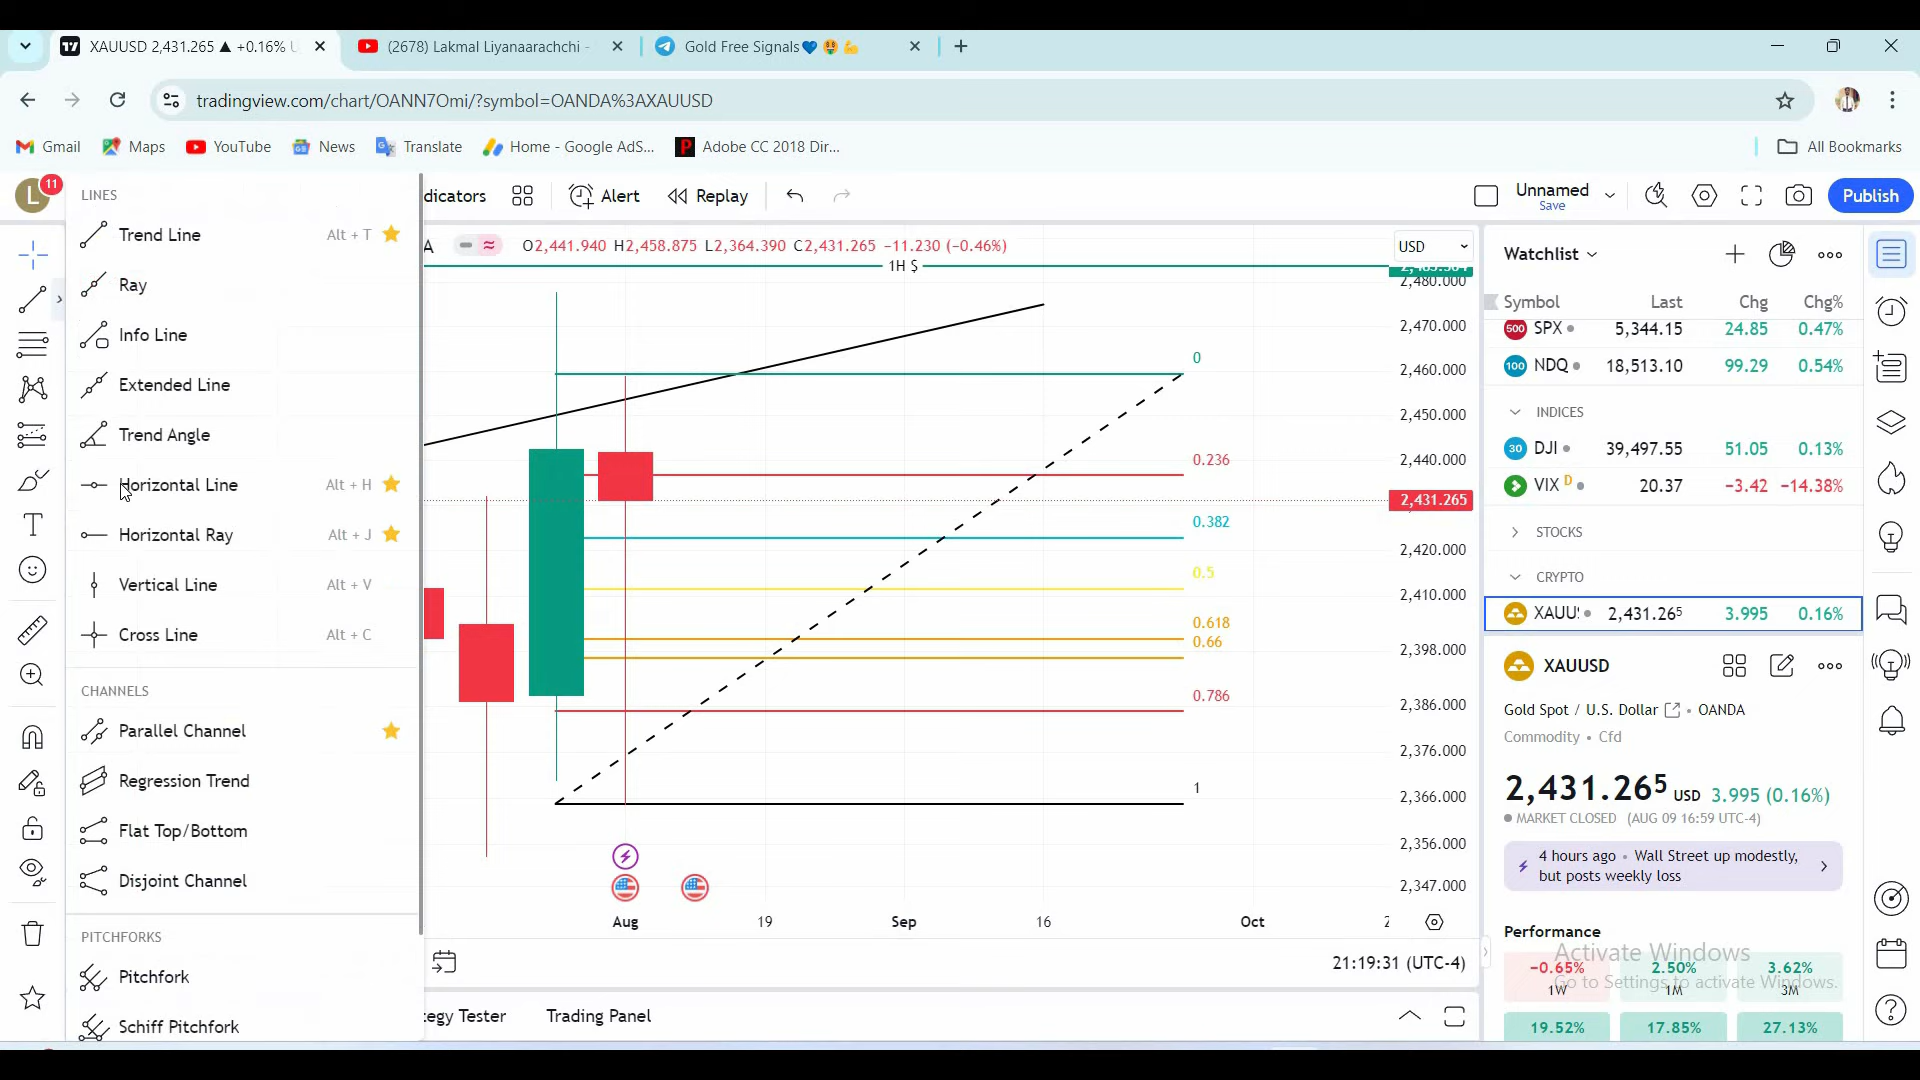 XAUUSD 2,431.265 ▲ +0.16% U
(2678) Lakmal Liyanaarachchi -
Gold Free Signals💙 🤑 💪
tradingview.com/chart/OANN7Omi/?symbol=OANDA%3AXAUUSD
Gmail Maps YouTube News Translate Home - Google AdS... Adobe CC 2018 Dir... All Bookmarks
L 11
dicators Alert Replay Unnamed Save Publish
LINES
Trend Line Alt + T
Ray
Info Line
Extended Line
Trend Angle
Horizontal Line Alt + H
Horizontal Ray Alt + J
Vertical Line Alt + V
Cross Line Alt + C
CHANNELS
Parallel Channel
Regression Trend
Flat Top/Bottom
Disjoint Channel
PITCHFORKS
Pitchfork
Schiff Pitchfork
A O2,441.940 H2,458.875 L2,364.390 C2,431.265 −11.230 (−0.46%)
USD
1H $
2,480.000
2,470.000
2,460.000
2,450.000
2,440.000
2,431.265
2,420.000
2,410.000
2,398.000
2,386.000
2,376.000
2,366.000
2,356.000
2,347.000
0
0.236
0.382
0.5
0.618
0.66
0.786
1
Aug 19 Sep 16 Oct 2
21:19:31 (UTC-4)
tegy Tester Trading Panel
Watchlist
Symbol Last Chg Chg%
500 SPX 5,344.15 24.85 0.47%
100 NDQ 18,513.10 99.29 0.54%
INDICES
30 DJI 39,497.55 51.05 0.13%
VIX D 20.37 −3.42 −14.38%
STOCKS
CRYPTO
XAUU 2,431.265 3.995 0.16%
XAUUSD
Gold Spot / U.S. Dollar • OANDA
Commodity • Cfd
2,431.265 USD 3.995 (0.16%)
MARKET CLOSED (AUG 09 16:59 UTC-4)
4 hours ago • Wall Street up modestly,
but posts weekly loss
Performance
Activate Windows
Go to Settings to activate Windows.
−0.65% 2.50% 3.62%
1W 1M 3M
19.52% 17.85% 27.13%